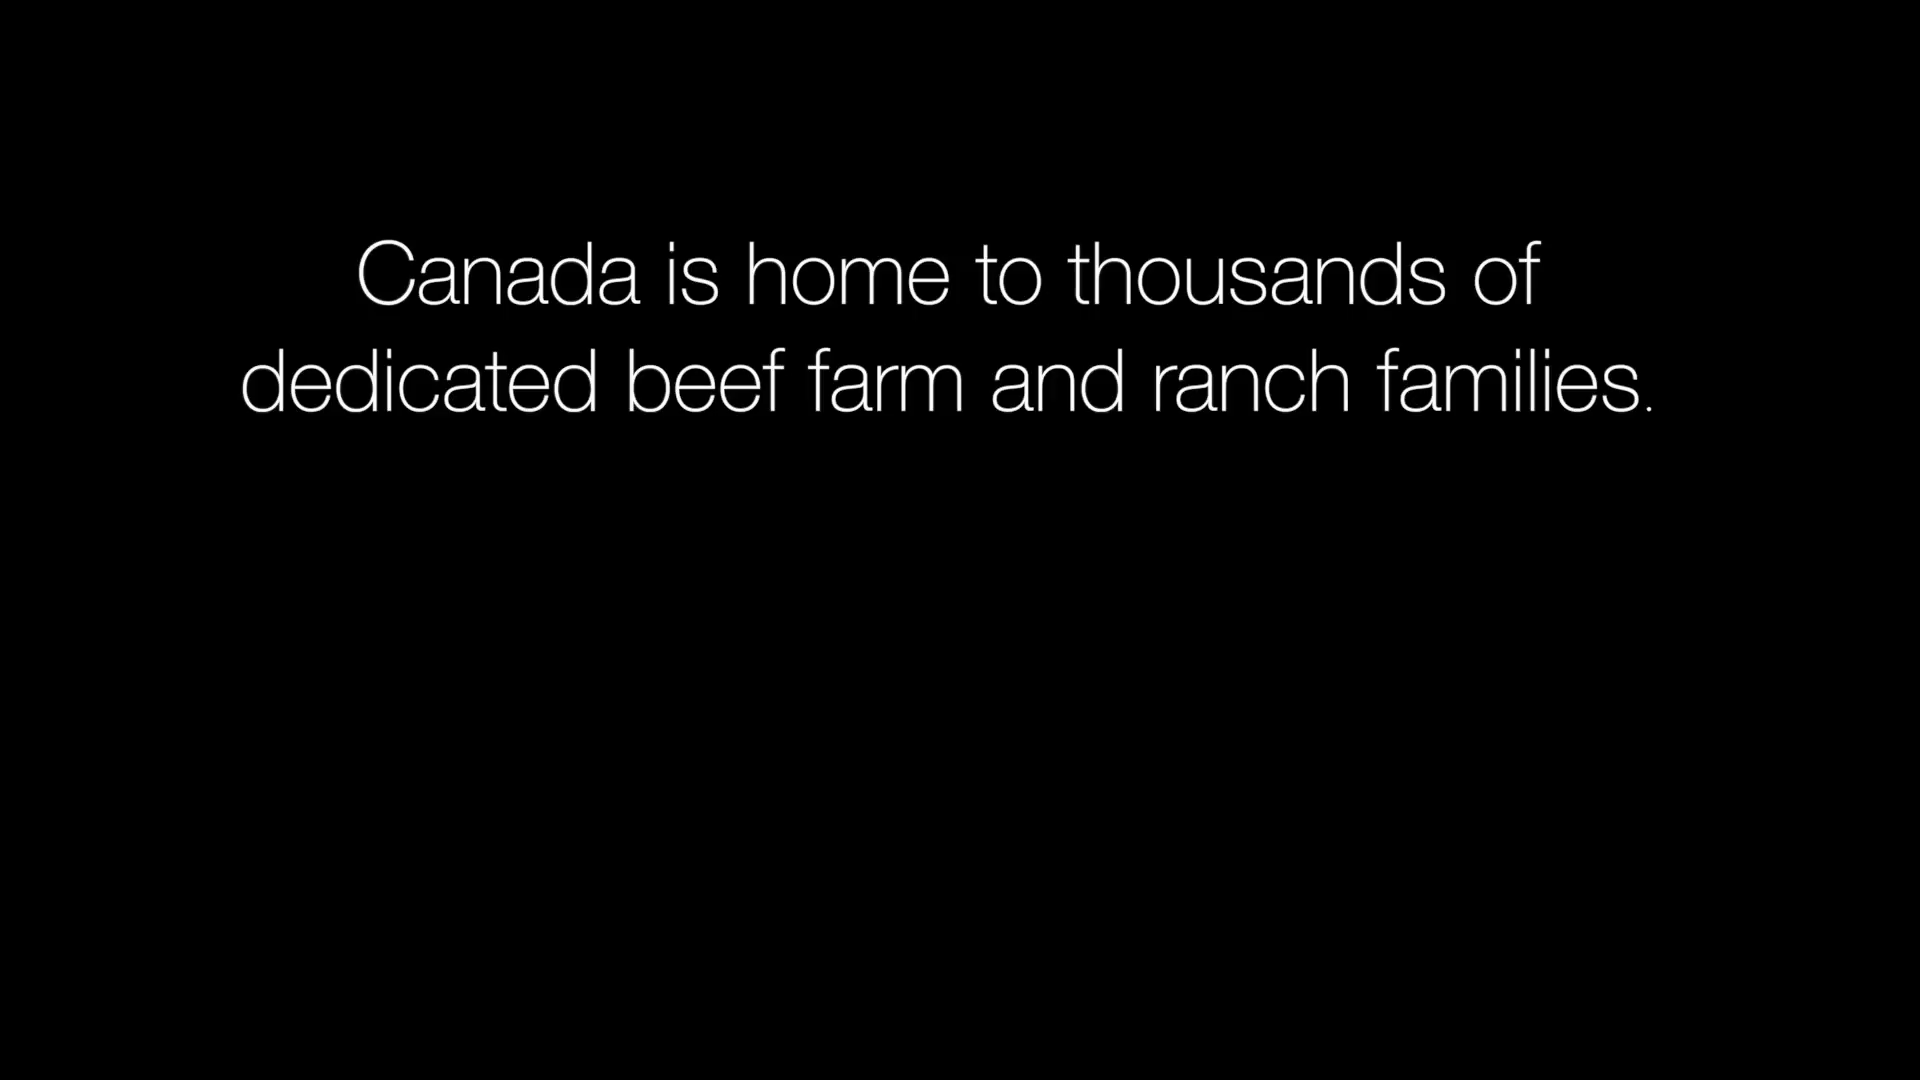 Canada is home to thousands of
dedicated beef farm and ranch families.